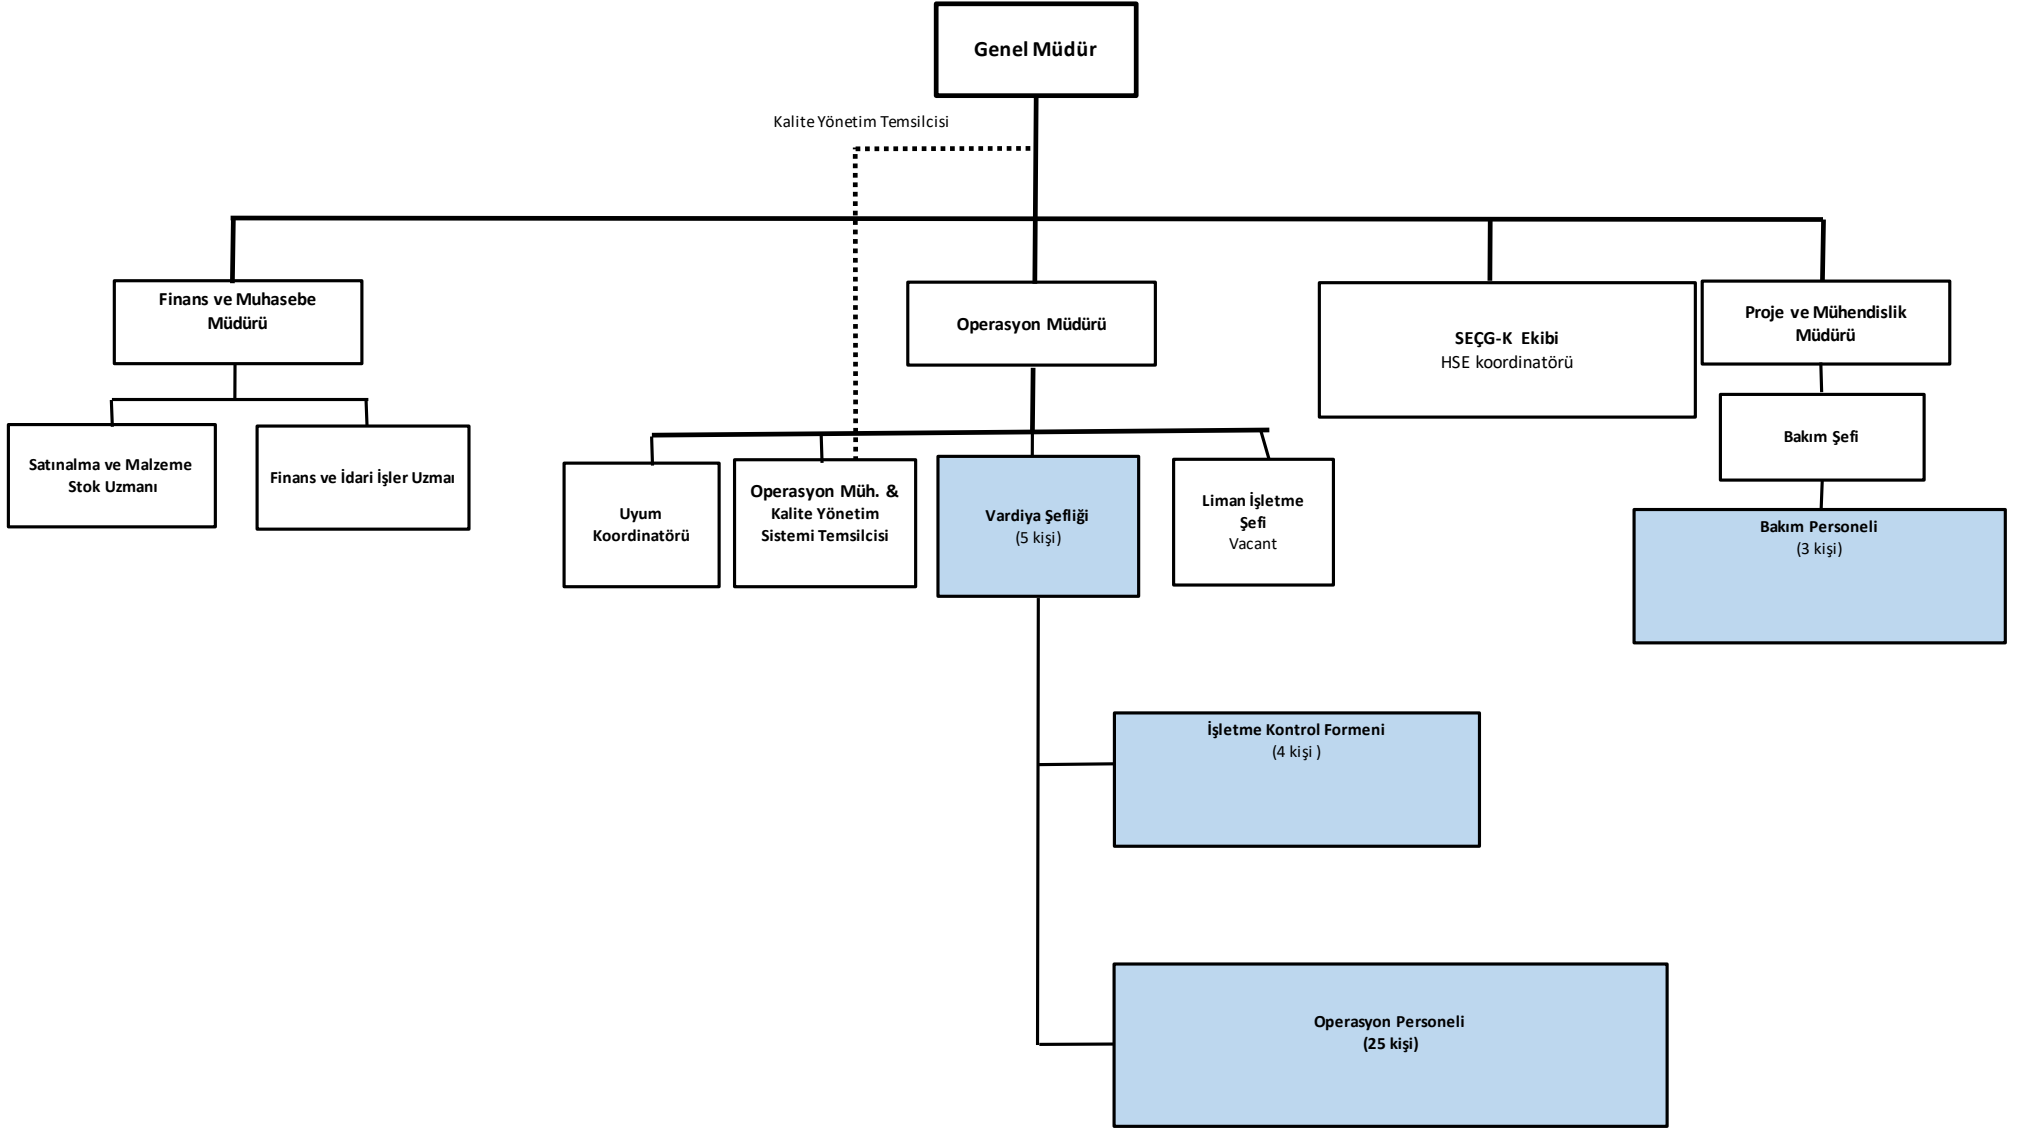 Genel Müdür
Kalite Yönetim Temsilcisi
Finans ve Muhasebe
Müdürü
Operasyon Müdürü
SEÇG-K Ekibi
HSE koordinatörü
Proje ve Mühendislik
Müdürü
Satınalma ve Malzeme
Stok Uzmanı
Finans ve İdari İşler Uzmaı
Uyum
Koordinatörü
Operasyon Müh. &
Kalite Yönetim
Sistemi Temsilcisi
Vardiya Şefliği
(5 kişi)
Liman İşletme
Şefi
Vacant
Bakım Şefi
Bakım Personeli
(3 kişi)
İşletme Kontrol Formeni
(4 kişi )
Operasyon Personeli
(25 kişi)